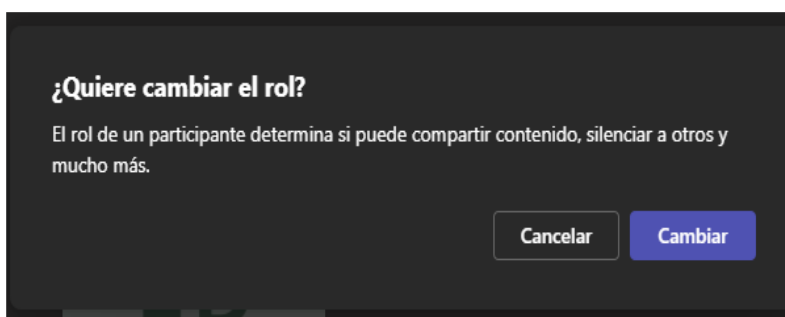 ¿Quiere cambiar el rol?
El rol de un participante determina si puede compartir contenido, silenciar a otros y
mucho más.
Cancelar
Cambiar